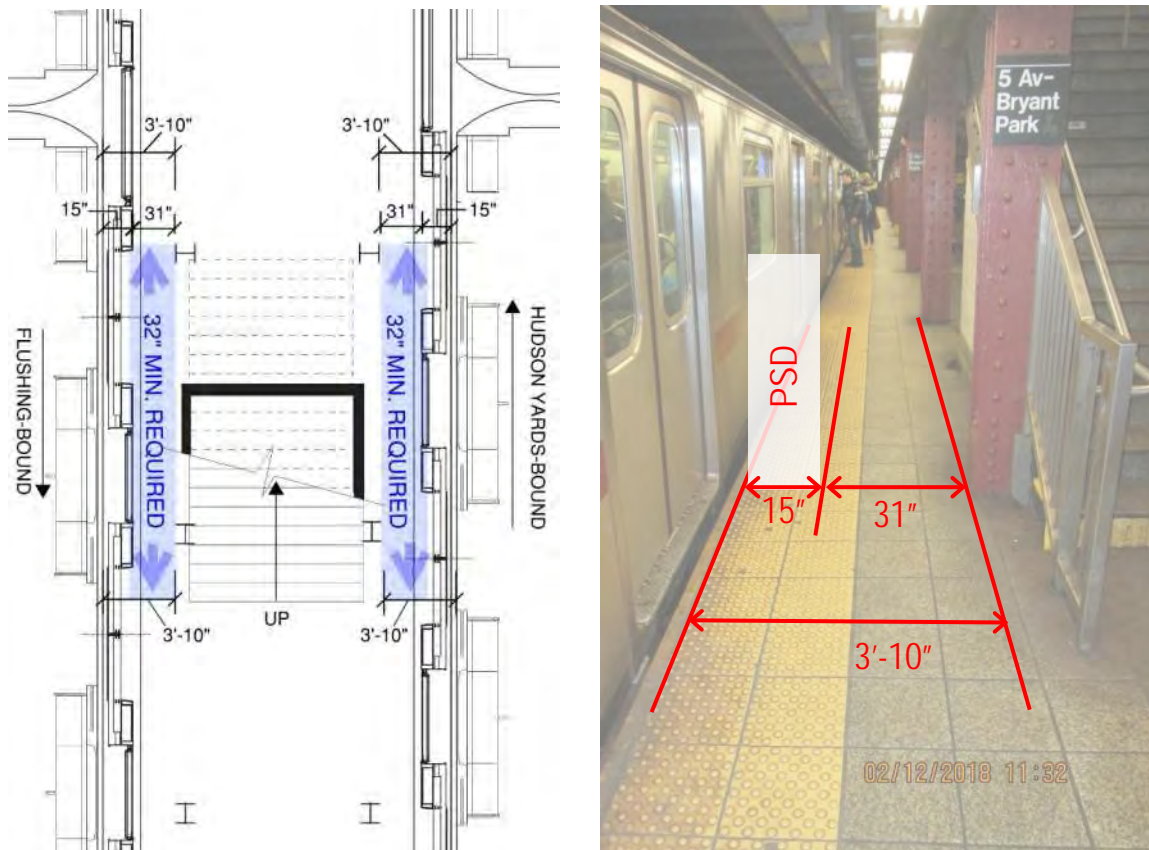 3'-10"
3'-10"
15"
31"
31"
15"
FLUSHING-BOUND
32" MIN. REQUIRED
32" MIN. REQUIRED
HUDSON YARDS-BOUND
UP
3'-10"
3'-10"
5 Av-
Bryant
Park
PSD
15"
31"
3'-10"
02/12/2018 11:32